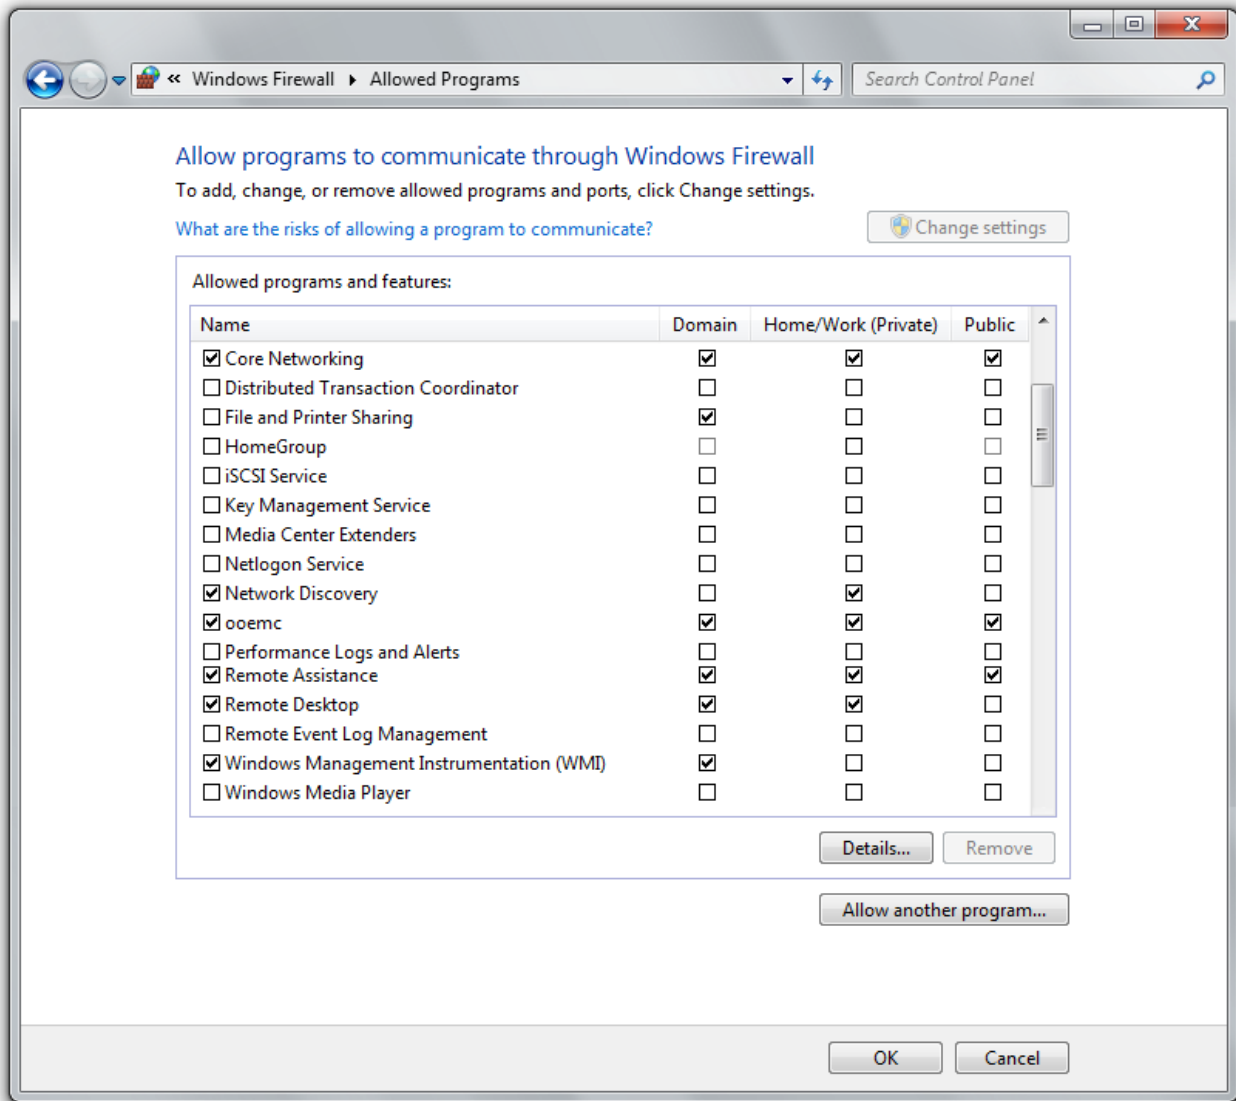 « Windows Firewall ▸ Allowed Programs
Search Control Panel
Allow programs to communicate through Windows Firewall
To add, change, or remove allowed programs and ports, click Change settings.
What are the risks of allowing a program to communicate?
Change settings
Allowed programs and features:
Name Domain Home/Work (Private) Public
Core Networking
Distributed Transaction Coordinator
File and Printer Sharing
HomeGroup
iSCSI Service
Key Management Service
Media Center Extenders
Netlogon Service
Network Discovery
ooemc
Performance Logs and Alerts
Remote Assistance
Remote Desktop
Remote Event Log Management
Windows Management Instrumentation (WMI)
Windows Media Player
Details... Remove
Allow another program...
OK Cancel